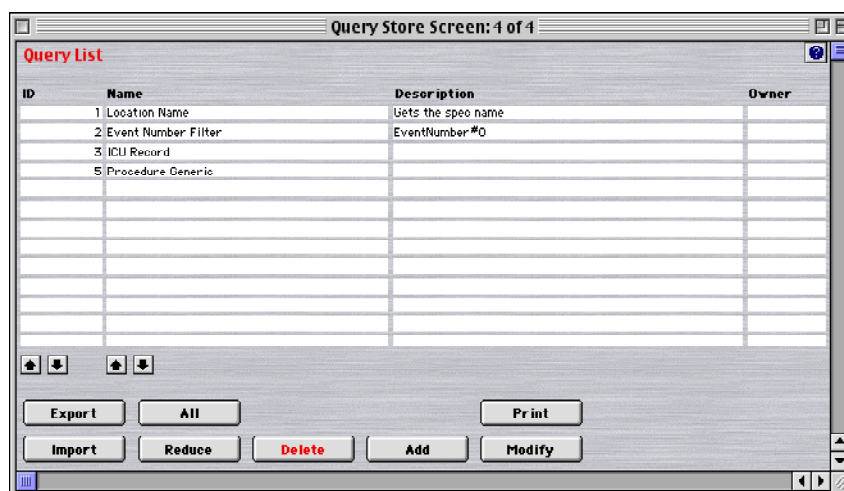 Query Store Screen: 4 of 4
Query List
?
ID Name Description Owner
1 Location Name Gets the spec name
2 Event Number Filter EventNumber#0
3 ICU Record
5 Procedure Generic
Export All Print
Import Reduce Delete Add Modify